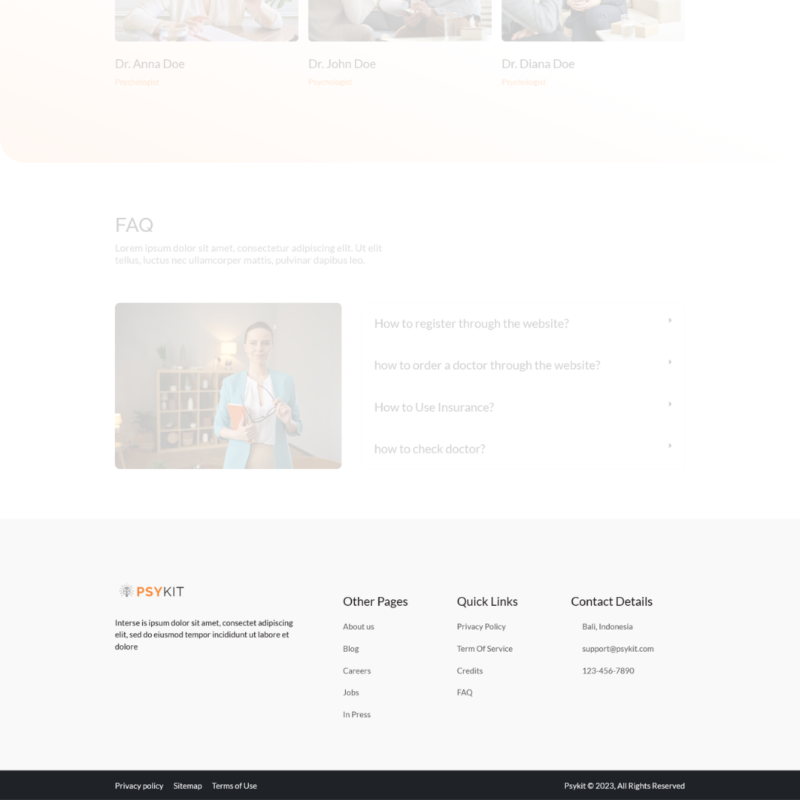 Dr. Anna Doe
Dr. John Doe
Dr. Diana Doe
Psychologist
Psychologist
Psychologist
FAQ
Lorem ipsum dolor sit amet, consectetur adipiscing elit. Ut elit
tellus, luctus nec ullamcorper mattis, pulvinar dapibus leo.
How to register through the website?
how to order a doctor through the website?
How to Use Insurance?
how to check doctor?
PSYKIT
Interse is ipsum dolor sit amet, consectet adipiscing
elit, sed do eiusmod tempor incididunt ut labore et
dolore
Other Pages
About us
Blog
Careers
Jobs
In Press
Quick Links
Privacy Policy
Term Of Service
Credits
FAQ
Contact Details
Bali, Indonesia
support@psykit.com
123-456-7890
Privacy policy
Sitemap
Terms of Use
Psykit © 2023, All Rights Reserved